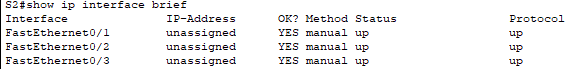 S2#show ip interface brief
Interface IP-Address OK? Method Status Protocol
FastEthernet0/1 unassigned YES manual up up
FastEthernet0/2 unassigned YES manual up up
FastEthernet0/3 unassigned YES manual up up